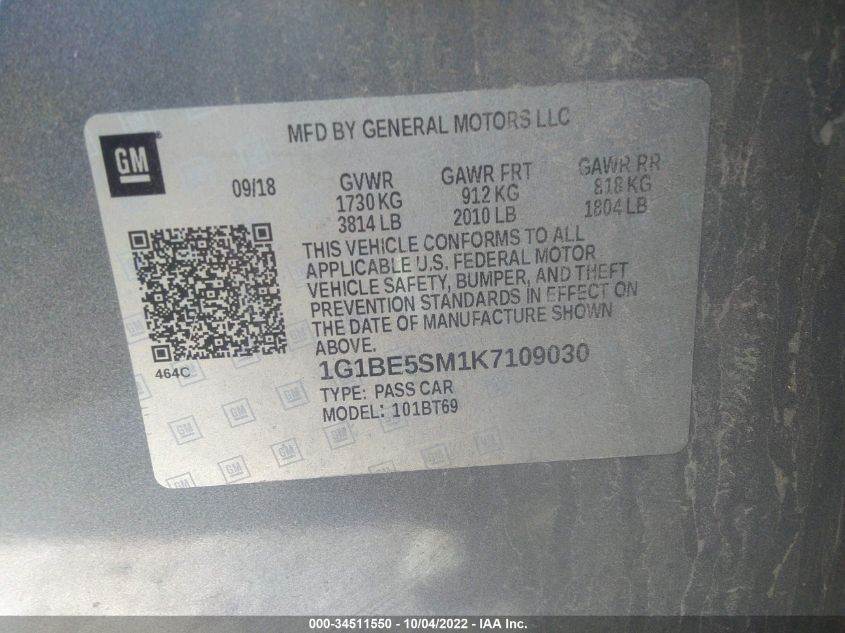 MFD BY GENERAL MOTORS LLC
GM
09/18
GVWR
1730 KG
3814 LB
GAWR FRT
912 KG
2010 LB
GAWR RR
818 KG
1804 LB
THIS VEHICLE CONFORMS TO ALL
APPLICABLE U.S. FEDERAL MOTOR
VEHICLE SAFETY, BUMPER, AND THEFT
PREVENTION STANDARDS IN EFFECT ON
THE DATE OF MANUFACTURE SHOWN
ABOVE.
464C
1G1BE5SM1K7109030
TYPE: PASS CAR
MODEL: 101BT69
000-34511550 - 10/04/2022 - IAA Inc.